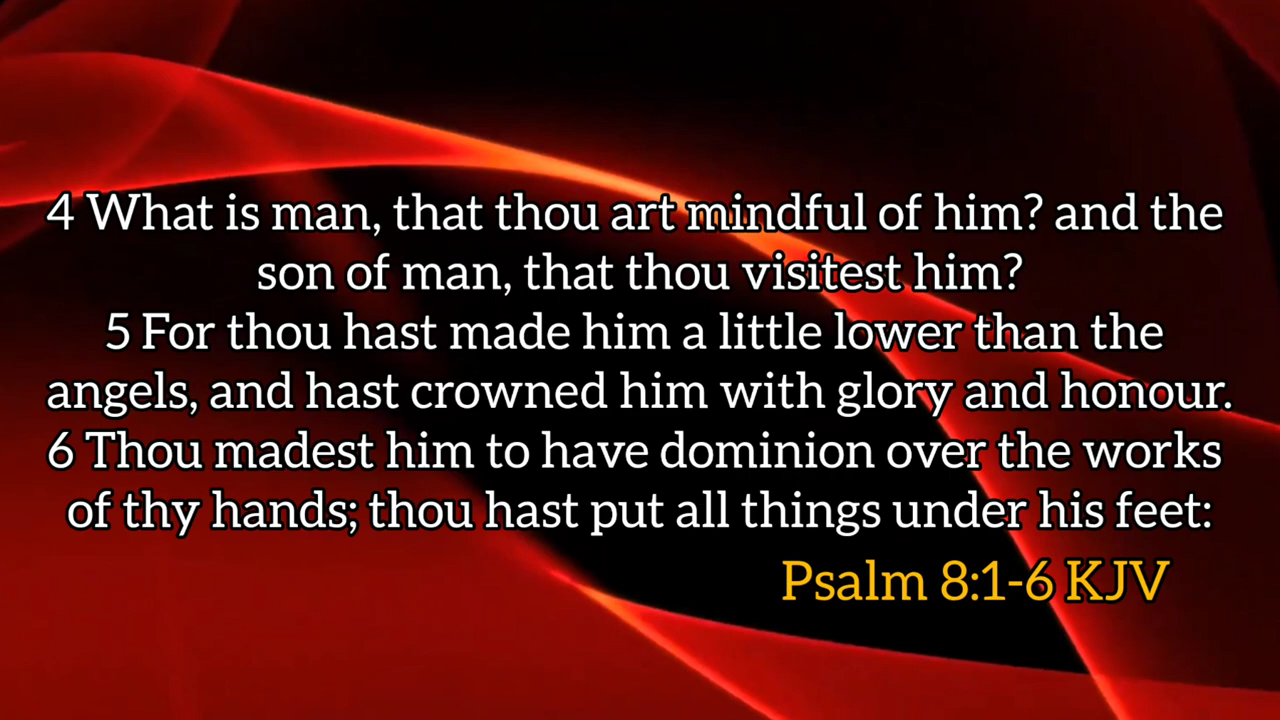 4 What is man, that thou art mindful of him? and the
son of man, that thou visitest him?
5 For thou hast made him a little lower than the
angels, and hast crowned him with glory and honour.
6 Thou madest him to have dominion over the works
of thy hands; thou hast put all things under his feet:
Psalm 8:1-6 KJV